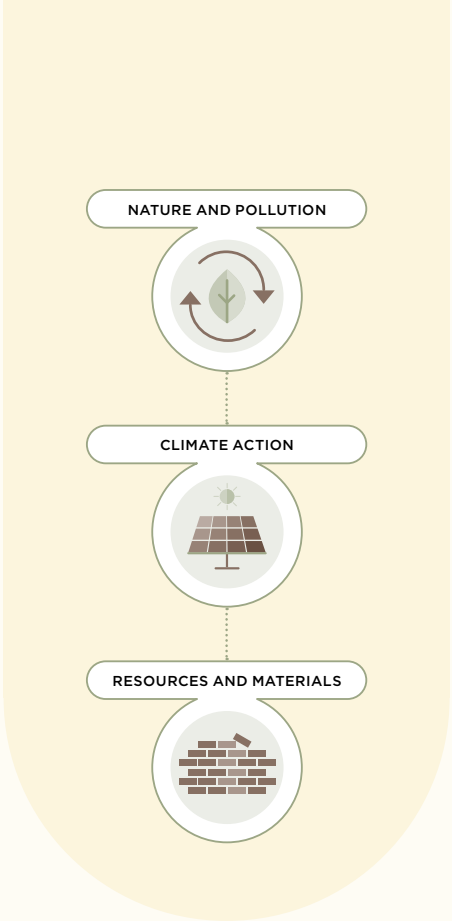 NATURE AND POLLUTION
CLIMATE ACTION
RESOURCES AND MATERIALS